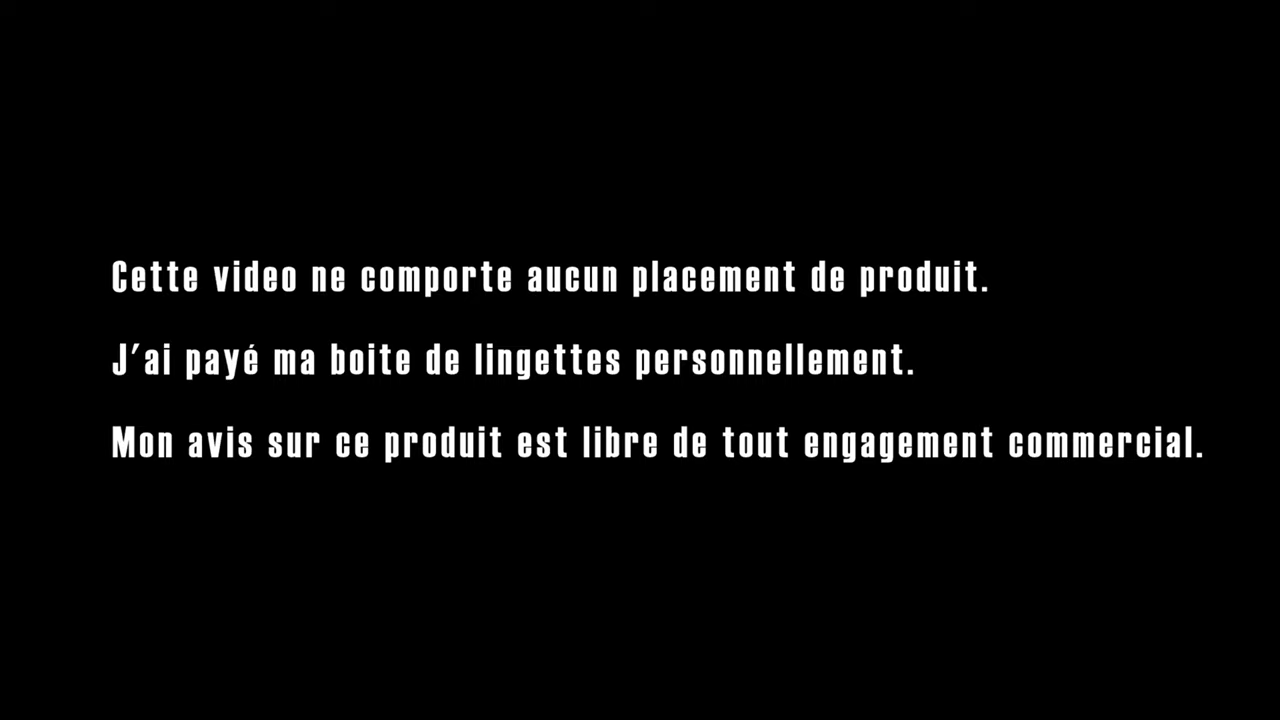 Cette video ne comporte aucun placement de produit.
J'ai payé ma boite de lingettes personnellement.
Mon avis sur ce produit est libre de tout engagement commercial.